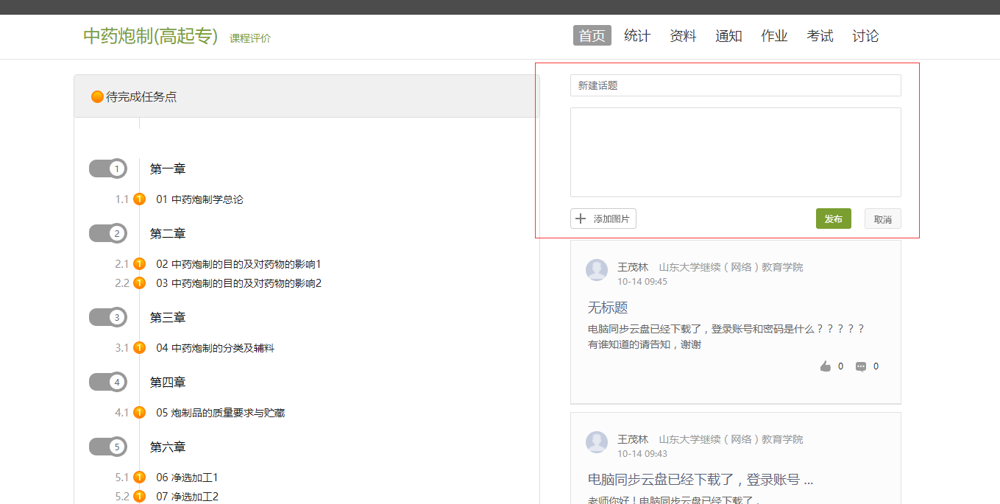 中药炮制(高起专) 课程评价
首页 统计 资料 通知 作业 考试 讨论
待完成任务点
1 第一章
1.1 1 01 中药炮制学总论
2 第二章
2.1 1 02 中药炮制的目的及对药物的影响1
2.2 1 03 中药炮制的目的及对药物的影响2
3 第三章
3.1 1 04 中药炮制的分类及辅料
4 第四章
4.1 1 05 炮制品的质量要求与贮藏
5 第六章
5.1 1 06 净选加工1
5.2 1 07 净选加工2
新建话题
添加图片 发布 取消
王茂林 山东大学继续（网络）教育学院
10-14 09:45
无标题
电脑同步云盘已经下载了，登录账号和密码是什么？？？？？
有谁知道的请告知，谢谢
0 0
王茂林 山东大学继续（网络）教育学院
10-14 09:43
电脑同步云盘已经下载了，登录账号 ...
老师你好！电脑同步云盘已经下载了，